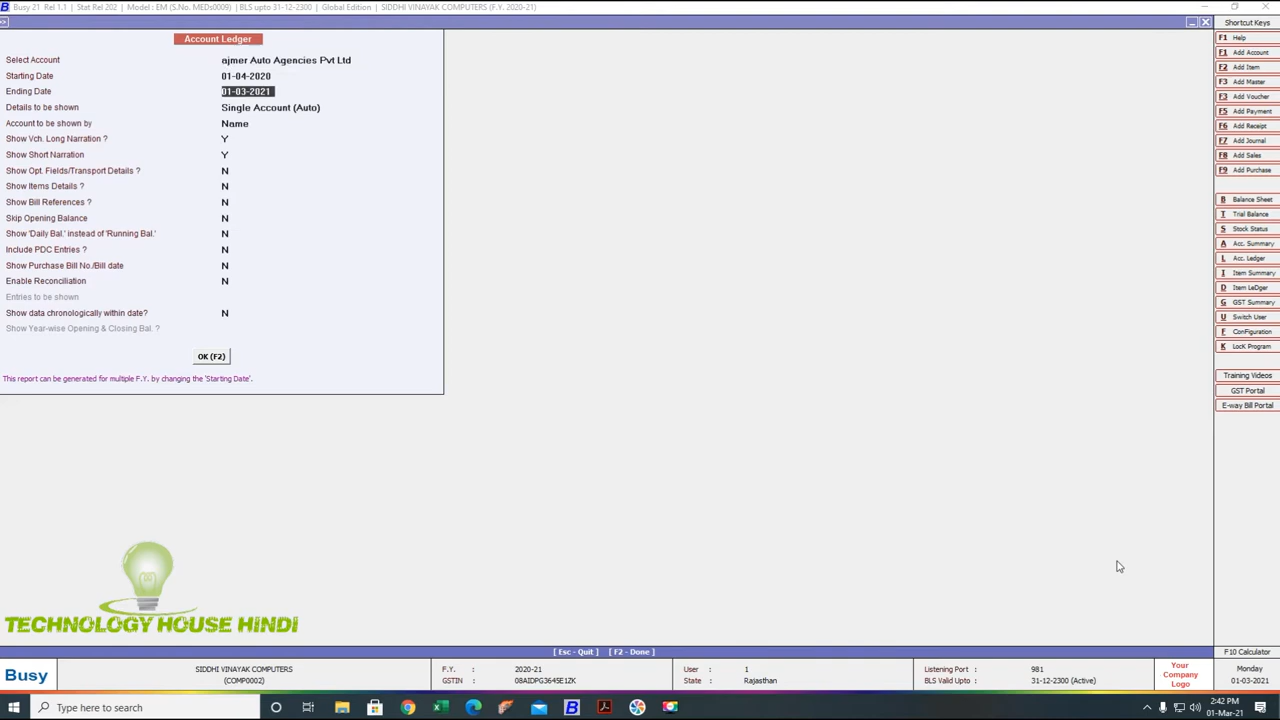 Busy 21 Rel 1.1 | Stat Rel 202 | Model : EM (S.No. MEDs0009) | BLS upto 31-12-2300 | Global Edition | SIDDHI VINAYAK COMPUTERS (F.Y. 2020-21)
Account Ledger
Select Account ajmer Auto Agencies Pvt Ltd
Starting Date 01-04-2020
Ending Date 01-03-2021
Details to be shown Single Account (Auto)
Account to be shown by Name
Show Vch. Long Narration ? Y
Show Short Narration Y
Show Opt. Fields/Transport Details ? N
Show Items Details ? N
Show Bill References ? N
Skip Opening Balance N
Show 'Daily Bal.' instead of 'Running Bal.' N
Include PDC Entries ? N
Show Purchase Bill No./Bill date N
Enable Reconciliation N
Entries to be shown
Show data chronologically within date? N
Show Year-wise Opening & Closing Bal. ?
OK (F2)
This report can be generated for multiple F.Y. by changing the 'Starting Date'.
Shortcut Keys
F1 Help
F1 Add Account
F2 Add Item
F3 Add Master
F3 Add Voucher
F5 Add Payment
F6 Add Receipt
F7 Add Journal
F8 Add Sales
F9 Add Purchase
B Balance Sheet
T Trial Balance
S Stock Status
A Acc. Summary
L Acc. Ledger
I Item Summary
D Item LeDger
G GST Summary
U Switch User
F ConFiguration
K LocK Program
Training Videos
GST Portal
E-way Bill Portal
TECHNOLOGY HOUSE HINDI
[ Esc - Quit ] [ F2 - Done ]
F10 Calculator
Busy
SIDDHI VINAYAK COMPUTERS
(COMP0002)
F.Y. : 2020-21
GSTIN : 08AIDPG3645E1ZK
User : 1
State : Rajasthan
Listening Port : 981
BLS Valid Upto : 31-12-2300 (Active)
Your
Company
Logo
Monday
01-03-2021
Type here to search
2:42 PM
01-Mar-21